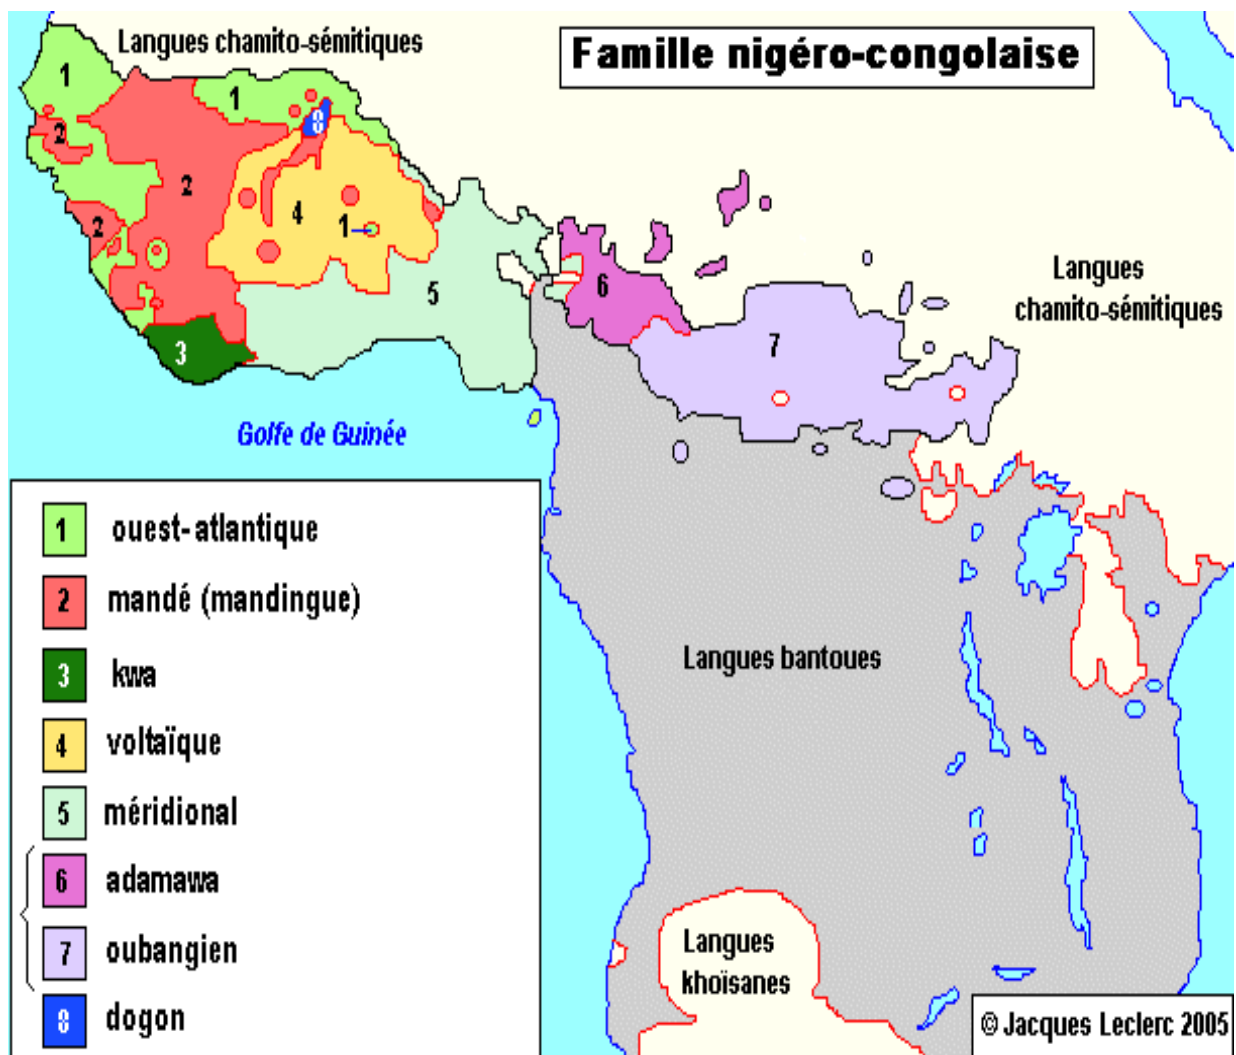 Famille nigéro-congolaise
Langues chamito-sémitiques
1
1
2
8
2
4
1
2
5
6
3
7
Langues
chamito-sémitiques
Golfe de Guinée
Langues bantoues
Langues
khoïsanes
1 ouest-atlantique
2 mandé (mandingue)
3 kwa
4 voltaïque
5 méridional
6 adamawa
7 oubangien
8 dogon
© Jacques Leclerc 2005